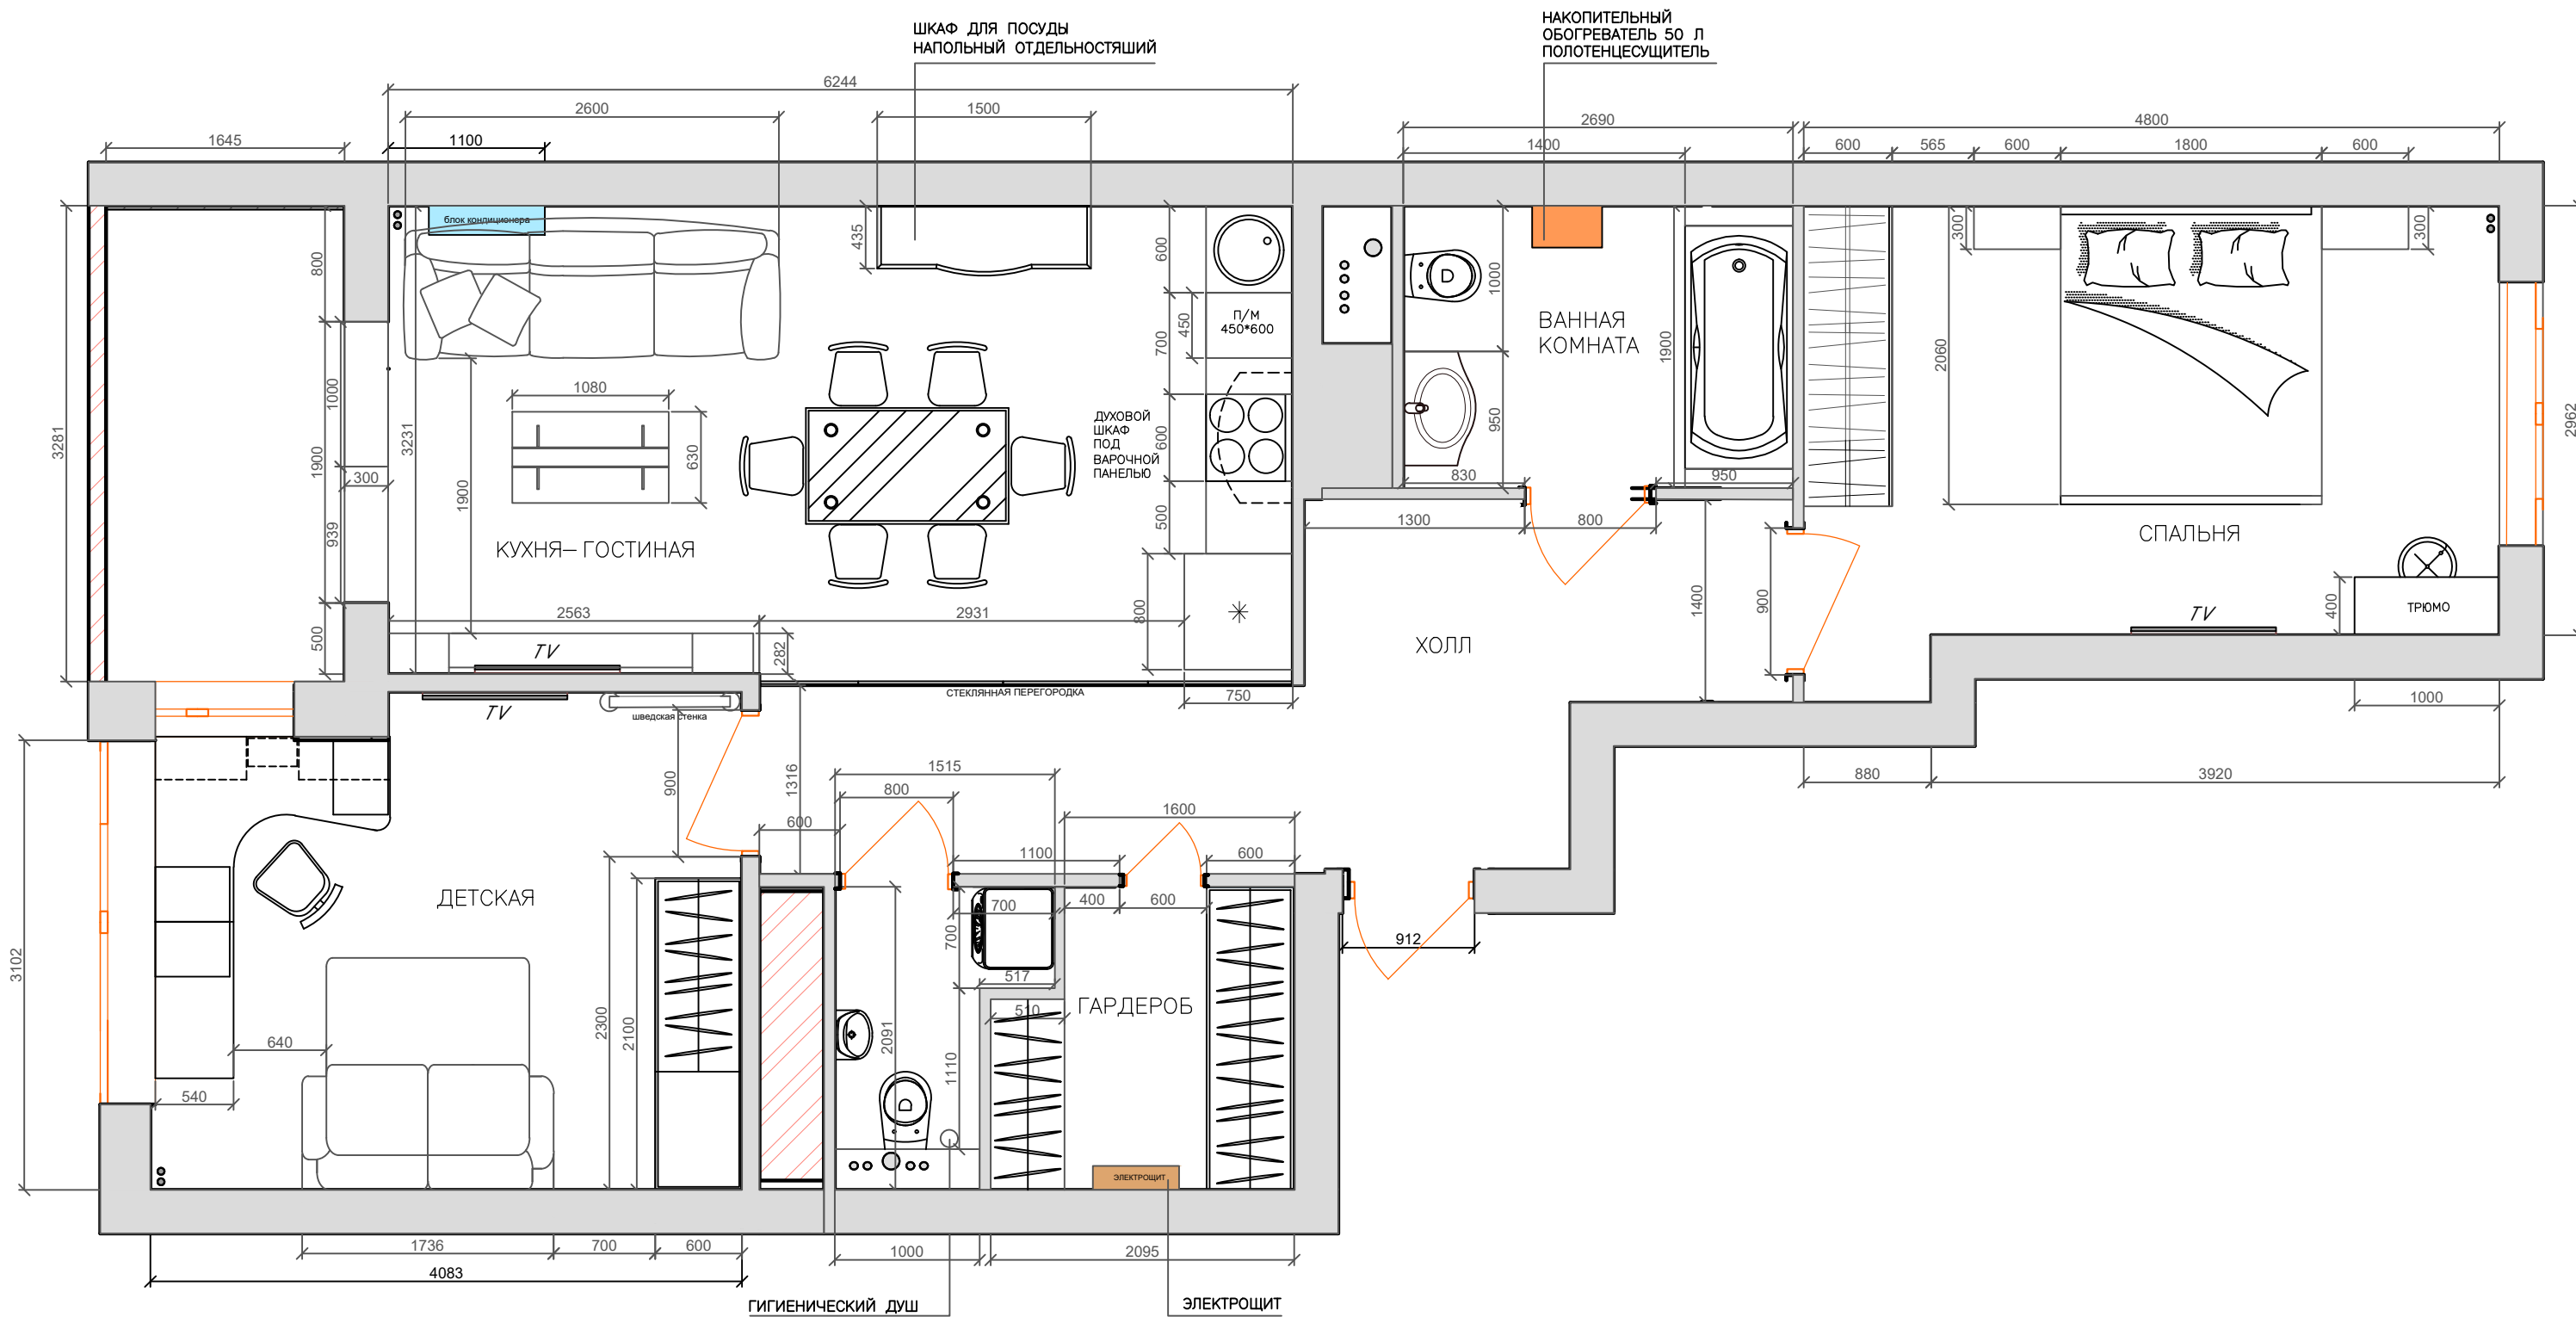 ШКАФ ДЛЯ ПОСУДЫ
НАПОЛЬНЫЙ ОТДЕЛЬНОСТЯШИЙ
НАКОПИТЕЛЬНЫЙ
ОБОГРЕВАТЕЛЬ 50 Л
ПОЛОТЕНЦЕСУЩИТЕЛЬ
6244
2600
1500
1645
1100
2690
4800
1400
600
565
600
1800
600
блок кондиционера
435
600
300
300
800
1000
П/М
450*600
450
700
ВАННАЯ
КОМНАТА
1900
2060
1080
1000
3281
1900
3231
630
ДУХОВОЙ
ШКАФ
ПОД
ВАРОЧНОЙ
ПАНЕЛЬЮ
600
950
2962
300
1900
830
950
939
500
1300
800
КУХНЯ-ГОСТИНАЯ
СПАЛЬНЯ
2563
2931
800
1400
900
400
ТРЮМО
TV
500
TV
282
ХОЛЛ
СТЕКЛЯННАЯ ПЕРЕГОРОДКА
750
1000
TV
шведская стенка
900
1316
1515
800
880
3920
600
1600
1100
600
ДЕТСКАЯ
700
400
600
700
912
3102
517
510
ГАРДЕРОБ
2300
2100
2091
640
1110
540
ЭЛЕКТРОЩИТ
1736
700
600
1000
2095
4083
ГИГИЕНИЧЕСКИЙ ДУШ
ЭЛЕКТРОЩИТ